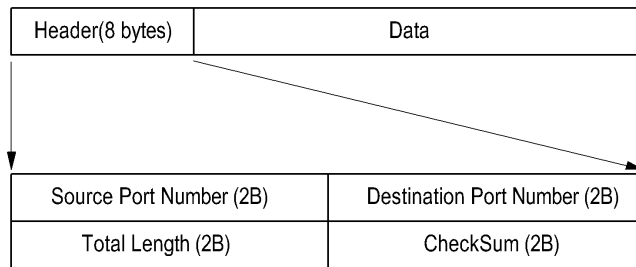 Header(8 bytes)
Data
Source Port Number (2B)
Destination Port Number (2B)
Total Length (2B)
CheckSum (2B)